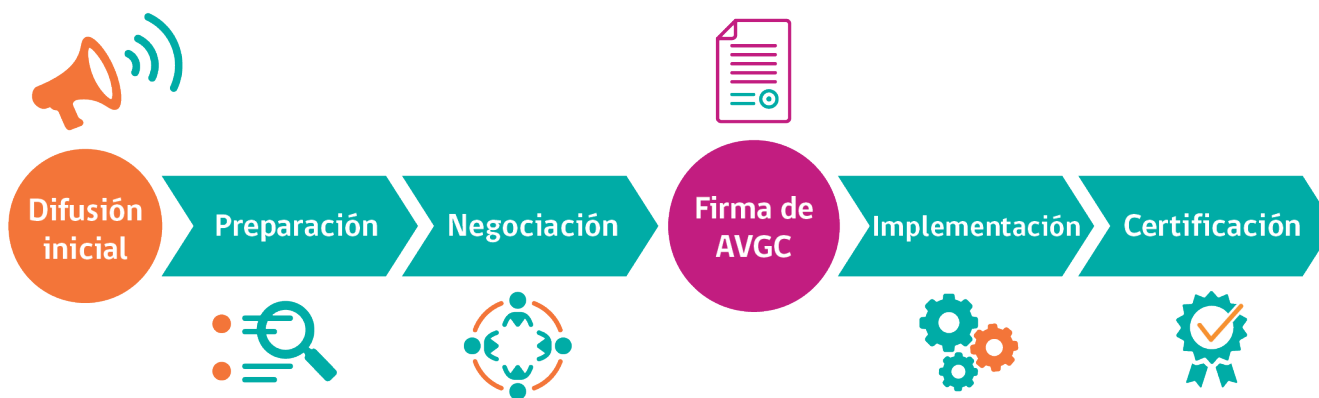 Difusión
inicial
Preparación
Negociación
Firma de
AVGC
Implementación
Certificación